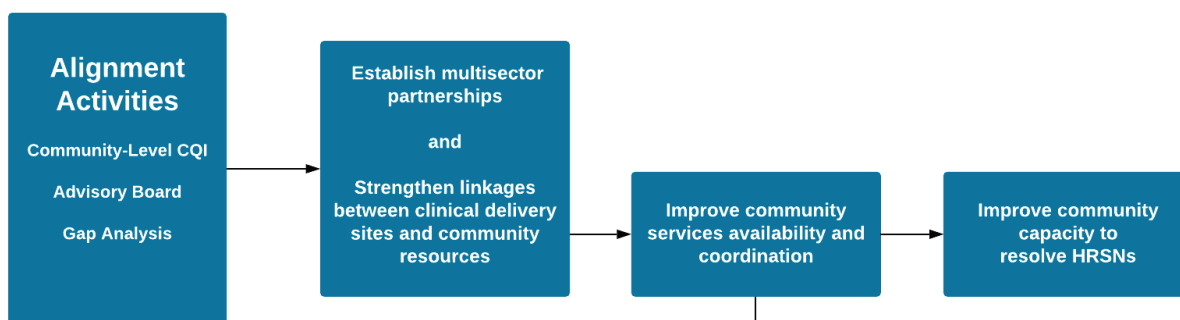 Alignment
Activities
Community-Level CQI
Advisory Board
Gap Analysis
Establish multisector
partnerships
and
Strengthen linkages
between clinical delivery
sites and community
resources
Improve community
services availability and
coordination
Improve community
capacity to
resolve HRSNs